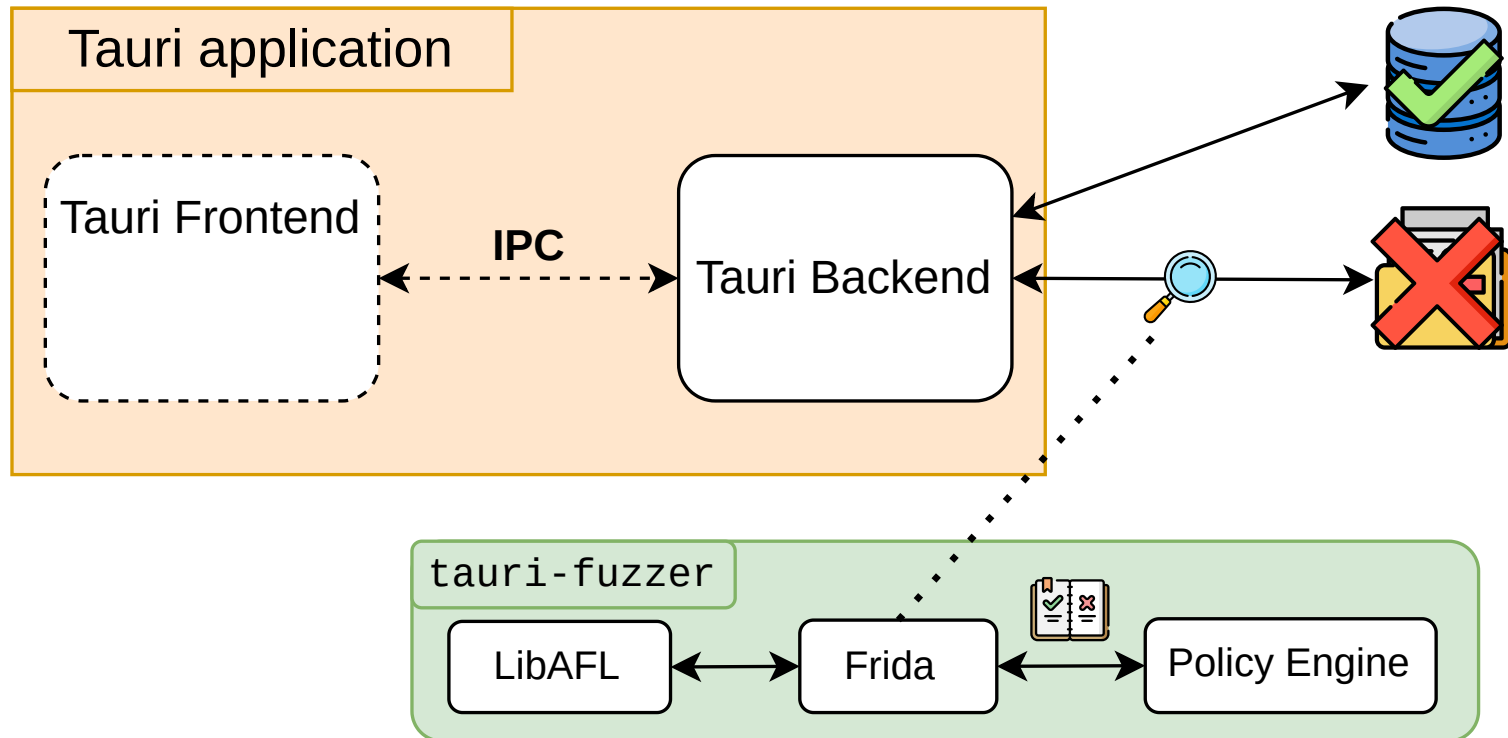 Tauri application
Tauri Frontend
IPC
Tauri Backend
tauri-fuzzer
LibAFL
Frida
Policy Engine